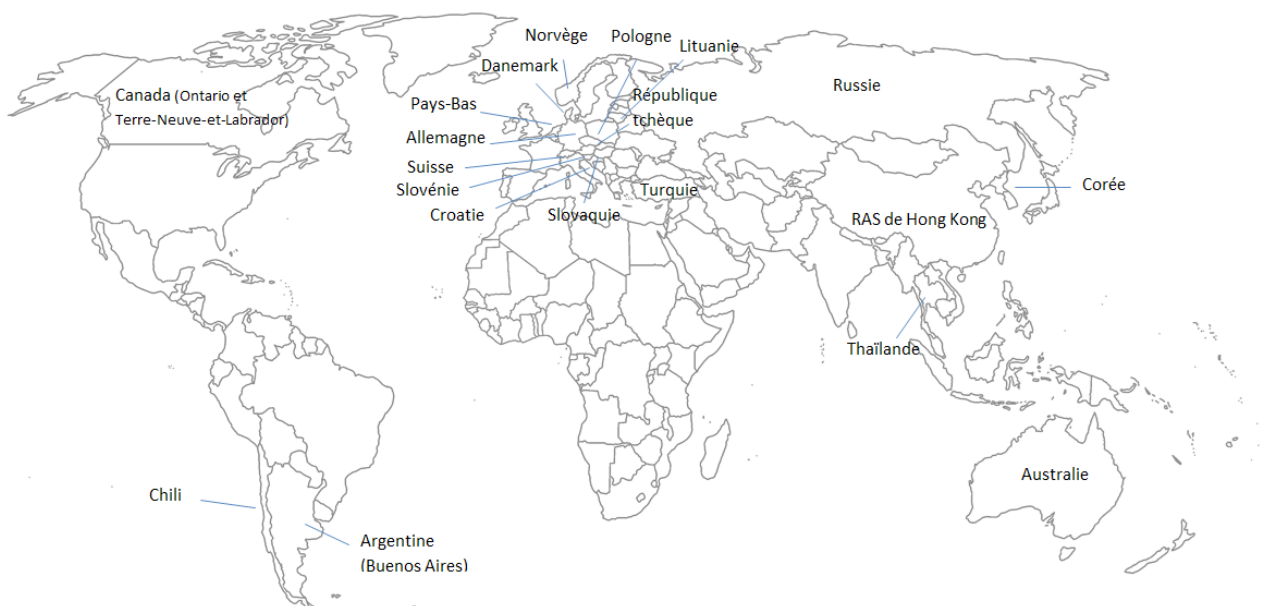 Norvège
Pologne
Lituanie
Danemark
Russie
Canada (Ontario et
Terre-Neuve-et-Labrador)
Pays-Bas
République
tchèque
Allemagne
Suisse
Slovénie
Turquie
Corée
Croatie
Slovaquie
RAS de Hong Kong
Thaïlande
Australie
Chili
Argentine
(Buenos Aires)